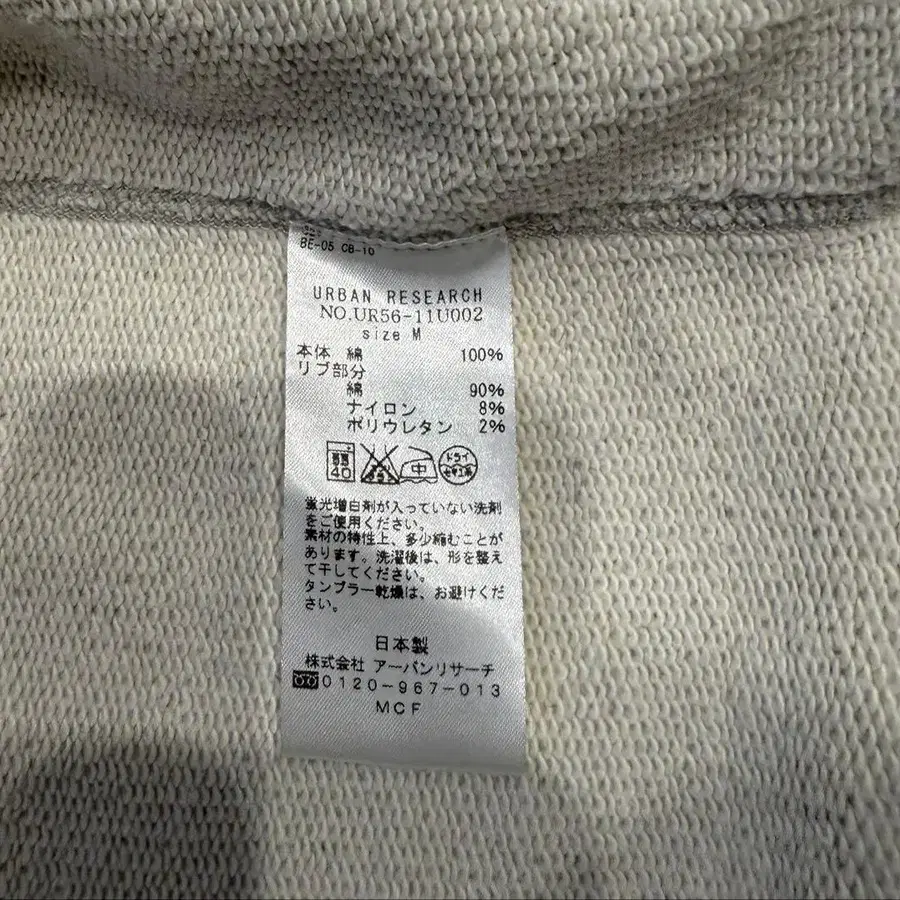 BE-05 CB-10
URBAN RESEARCH
NO.UR56-11U002
size M
本体 綿 100%
リブ部分
綿 90%
ナイロン 8%
ポリウレタン 2%
40 中 ドライ
蛍光増白剤が入っていない洗剤
をご使用ください。
素材の特性上、多少縮むことが
あります。洗濯後は、形を整え
て干してください。
タンブラー乾燥は、お避けくだ
さい。
日本製
株式会社 アーバンリサーチ
0120-967-013
MCF